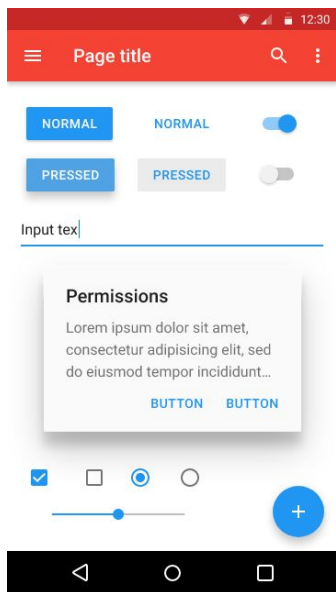 12:30
Page title
NORMAL NORMAL
PRESSED PRESSED
Input tex
Permissions
Lorem ipsum dolor sit amet,
consectetur adipisicing elit, sed
do eiusmod tempor incididunt…
BUTTON BUTTON